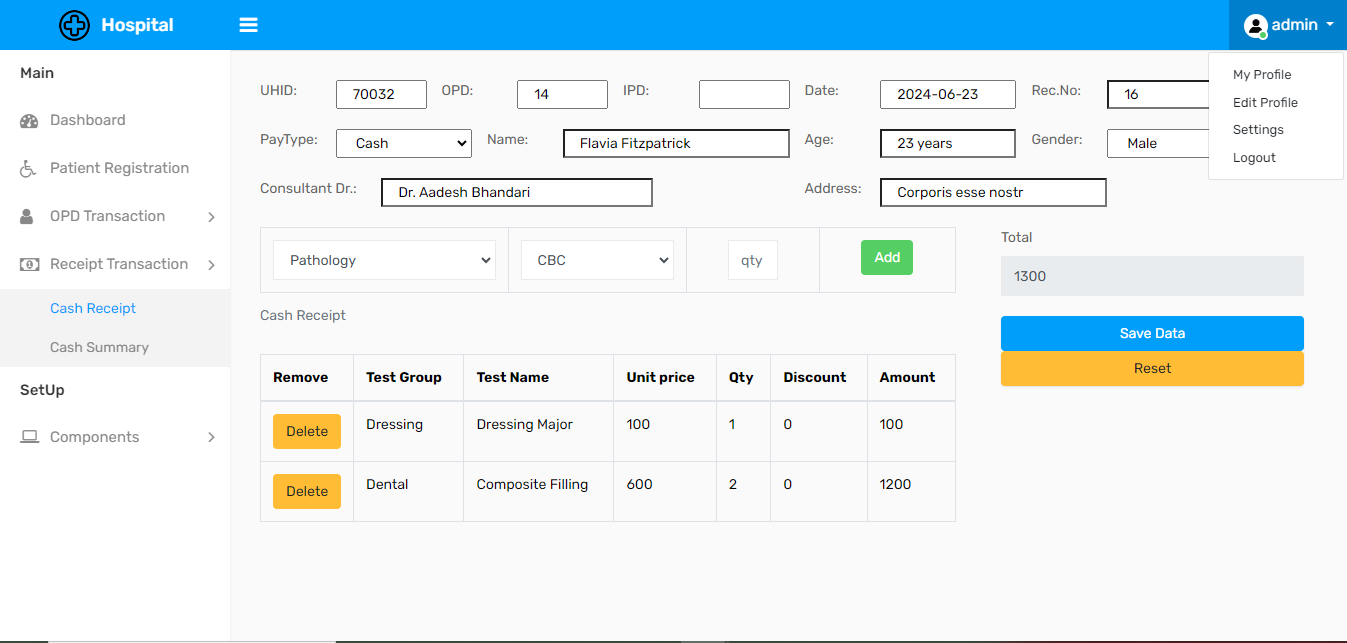 Hospital
admin
My Profile
Edit Profile
Settings
Logout
Main
Dashboard
Patient Registration
OPD Transaction
Receipt Transaction
Cash Receipt
Cash Summary
SetUp
Components
UHID: 70032 OPD: 14 IPD: Date: 2024-06-23 Rec.No: 16
PayType: Cash Name: Flavia Fitzpatrick Age: 23 years Gender: Male
Consultant Dr.: Dr. Aadesh Bhandari Address: Corporis esse nostr
Pathology CBC qty Add
Cash Receipt
Remove Test Group Test Name Unit price Qty Discount Amount
Delete Dressing Dressing Major 100 1 0 100
Delete Dental Composite Filling 600 2 0 1200
Total
1300
Save Data
Reset